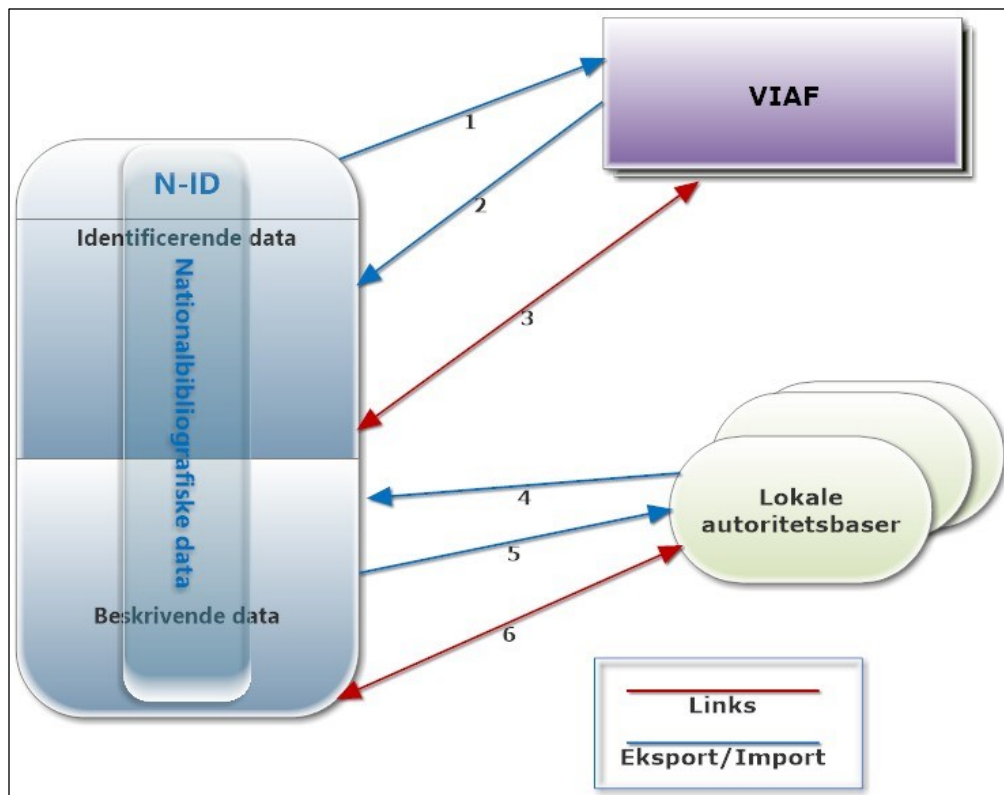 VIAF
1
2
3
N-ID
Identificerende data
Nationalbibliografiske data
Beskrivende data
4
5
6
Lokale
autoritetsbaser
Links
Eksport/Import